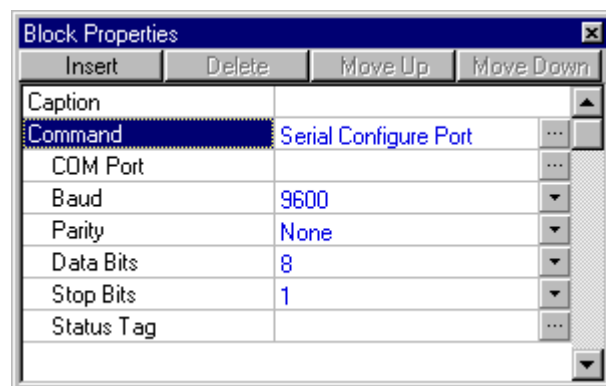 Block Properties
Insert Delete Move Up Move Down
Caption
Command Serial Configure Port ...
COM Port ...
Baud 9600
Parity None
Data Bits 8
Stop Bits 1
Status Tag ...